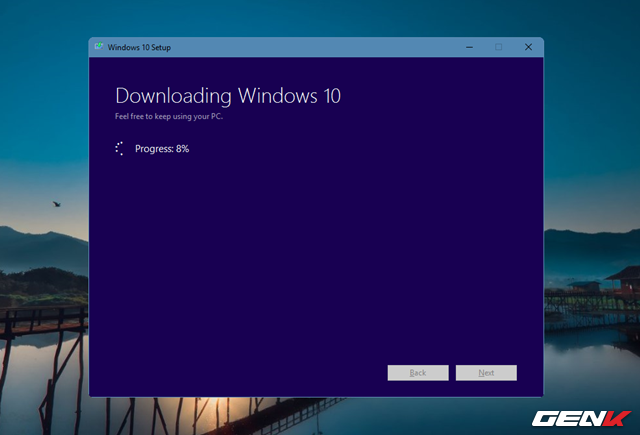 Windows 10 Setup
Downloading Windows 10
Feel free to keep using your PC.
Progress: 8%
Back
Next
GENK